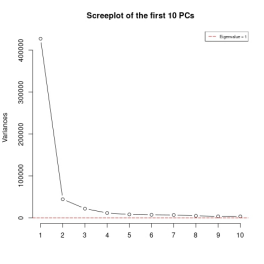 Screeplot of the first 10 PCs
Eigenvalue = 1
Variances
400000
300000
200000
100000
0
1 2 3 4 5 6 7 8 9 10